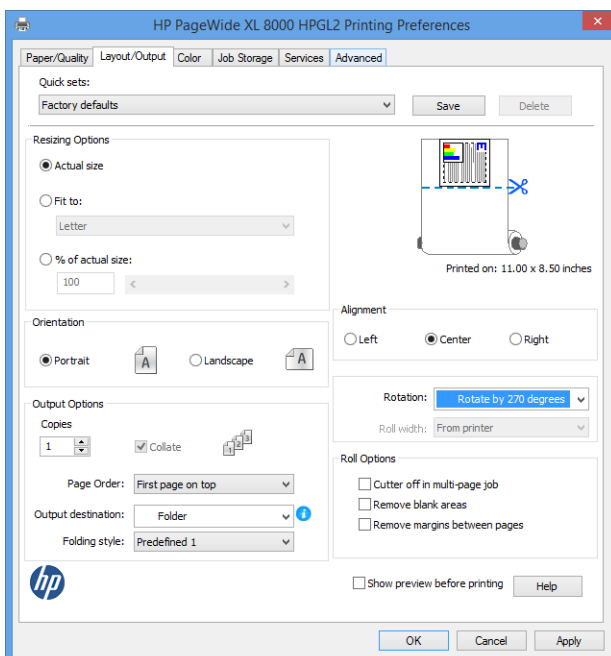 HP PageWide XL 8000 HPGL2 Printing Preferences
Paper/Quality Layout/Output Color Job Storage Services Advanced
Quick sets:
Factory defaults
Save
Delete
Resizing Options
Actual size
Fit to:
Letter
% of actual size:
100
E
Printed on: 11.00 x 8.50 inches
Orientation
Portrait
A
Landscape
A
Alignment
Left
Center
Right
Output Options
Copies
1
Collate
1 2 3
Page Order: First page on top
Output destination: Folder
i
Folding style: Predefined 1
Rotation: Rotate by 270 degrees
Roll width: From printer
Roll Options
Cutter off in multi-page job
Remove blank areas
Remove margins between pages
hp
Show preview before printing
Help
OK
Cancel
Apply